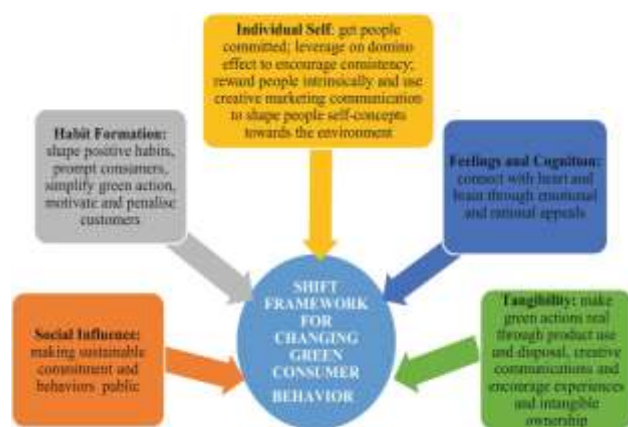 Individual Self: get people
committed; leverage on domino
effect to encourage consistency;
reward people intrinsically and use
creative marketing communication
to shape people self-concepts
towards the environment
Habit Formation:
shape positive habits,
prompt consumers,
simplify green action,
motivate and penalise
customers
Feelings and Cognition:
connect with heart and
brain through emotional
and rational appeals
Social Influence:
making sustainable
commitment and
behaviors public
SHIFT
FRAMEWORK
FOR
CHANGING
GREEN
CONSUMER
BEHAVIOR
Tangibility: make
green actions real
through product use
and disposal, creative
communications and
encourage experiences
and intangible
ownership